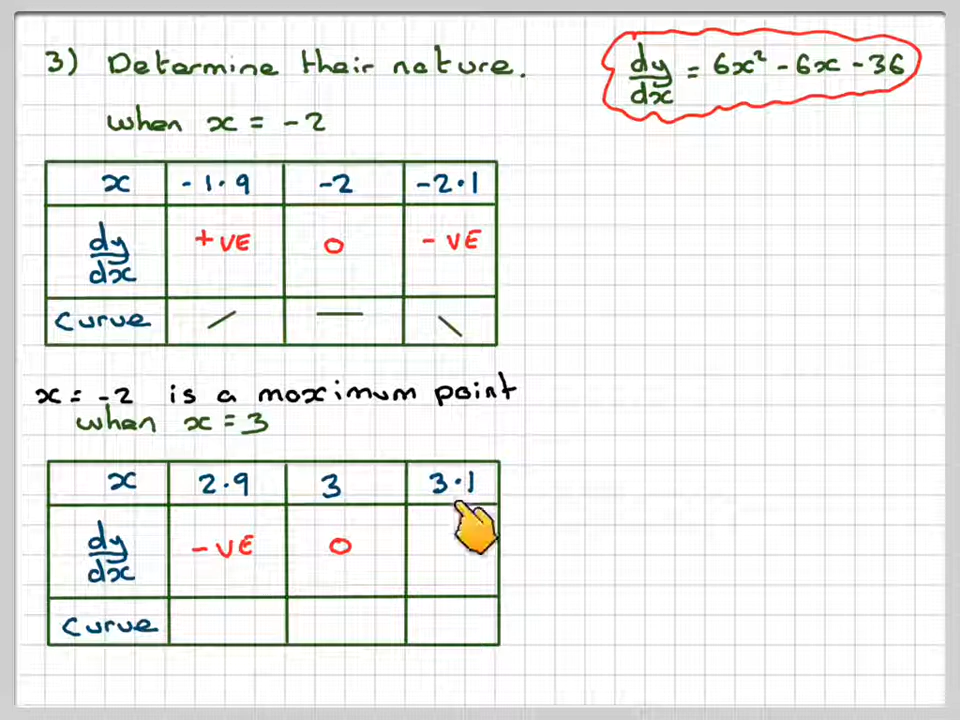 3) Determine their nature.
dy/dx = 6x² - 6x - 36
when x = -2
x -1·9 -2 -2·1
dy/dx +VE 0 -VE
Curve
x = -2 is a maximum point
when x = 3
x 2·9 3 3·1
dy/dx -VE 0
Curve